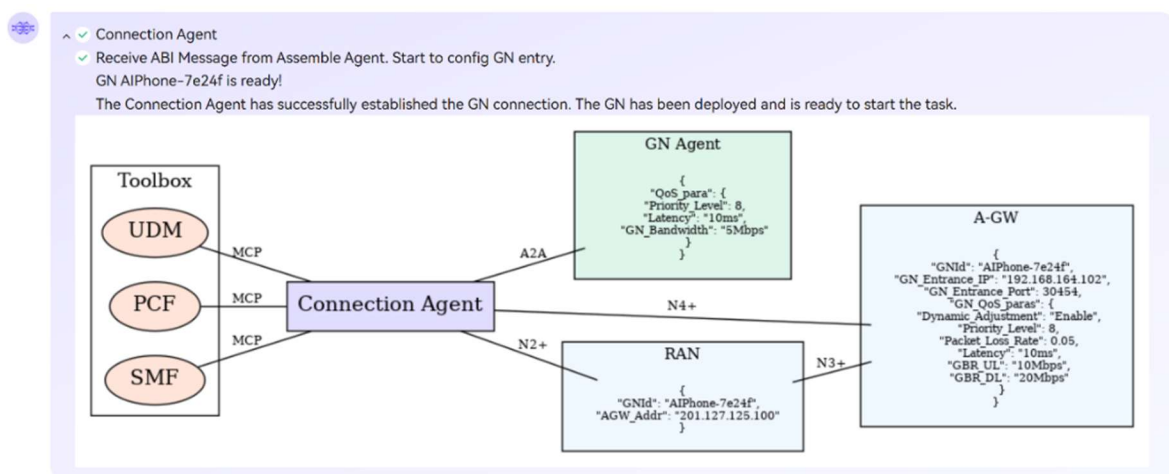 Connection Agent
Receive ABI Message from Assemble Agent. Start to config GN entry.
GN AIPhone-7e24f is ready!
The Connection Agent has successfully established the GN connection. The GN has been deployed and is ready to start the task.
Toolbox
UDM
PCF
SMF
MCP
MCP
MCP
Connection Agent
A2A
N4+
N2+
N3+
GN Agent
{
"QoS_para": {
"Priority_Level": 8,
"Latency": "10ms",
"GN_Bandwidth": "5Mbps"
}
}
RAN
{
"GNId": "AIPhone-7e24f",
"AGW_Addr": "201.127.125.100"
}
A-GW
{
"GNId": "AIPhone-7e24f",
"GN_Entrance_IP": "192.168.164.102",
"GN_Entrance_Port": 30454,
"GN_QoS_paras": {
"Dynamic_Adjustment": "Enable",
"Priority_Level": 8,
"Packet_Loss_Rate": 0.05,
"Latency": "10ms",
"GBR_UL": "10Mbps",
"GBR_DL": "20Mbps"
}
}